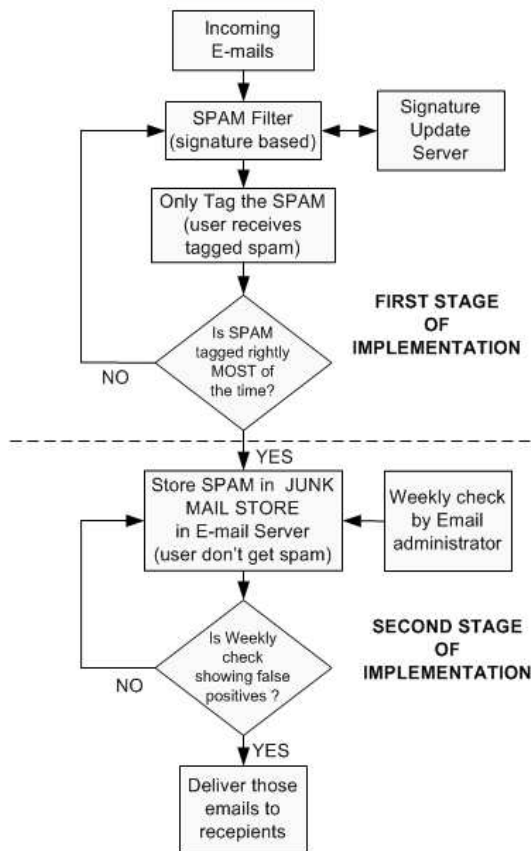 Incoming
E-mails
SPAM Filter
(signature based)
Signature
Update
Server
Only Tag the SPAM
(user receives
tagged spam)
FIRST STAGE
OF
IMPLEMENTATION
Is SPAM
tagged rightly
MOST of
the time?
NO
YES
Store SPAM in JUNK
MAIL STORE
in E-mail Server
(user don't get spam)
Weekly check
by Email
administrator
SECOND STAGE
OF
IMPLEMENTATION
Is Weekly
check
showing false
positives ?
NO
YES
Deliver those
emails to
recepients